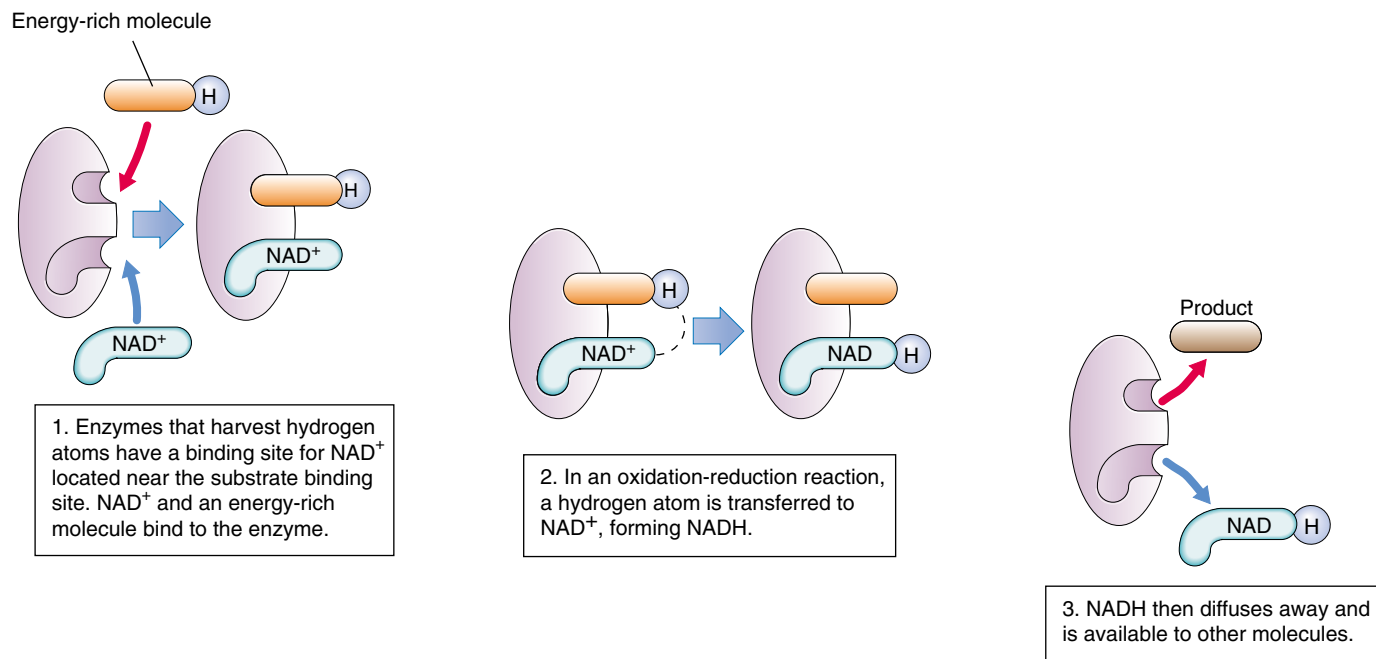 Energy-rich molecule
H
H
NAD⁺
NAD⁺
1. Enzymes that harvest hydrogen
atoms have a binding site for NAD⁺
located near the substrate binding
site. NAD⁺ and an energy-rich
molecule bind to the enzyme.
H
NAD⁺
NAD
H
2. In an oxidation-reduction reaction,
a hydrogen atom is transferred to
NAD⁺, forming NADH.
Product
NAD
H
3. NADH then diffuses away and
is available to other molecules.